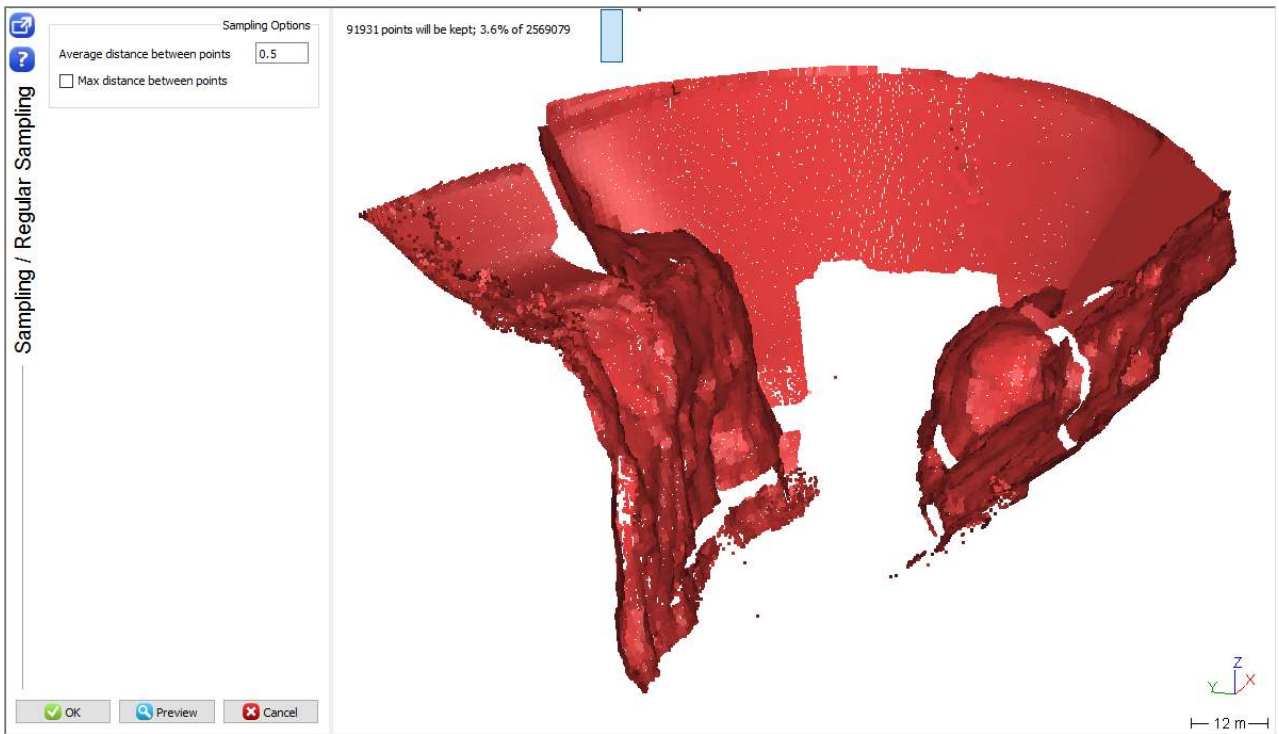 Sampling / Regular Sampling
Sampling Options
Average distance between points 0.5
Max distance between points
OK Preview Cancel
91931 points will be kept; 3.6% of 2569079
Z
Y X
12 m
?